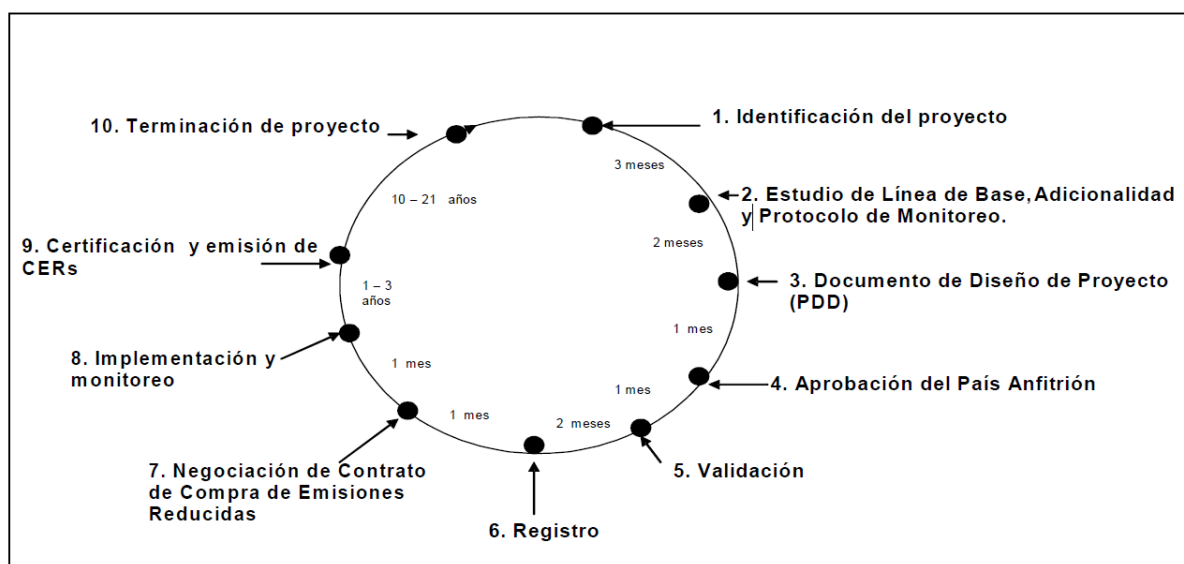 1. Identificación del proyecto
3 meses
2. Estudio de Línea de Base, Adicionalidad
y Protocolo de Monitoreo.
2 meses
3. Documento de Diseño de Proyecto
(PDD)
1 mes
4. Aprobación del País Anfitrión
1 mes
5. Validación
2 meses
6. Registro
1 mes
7. Negociación de Contrato
de Compra de Emisiones
Reducidas
1 mes
8. Implementación y
monitoreo
1 – 3
años
9. Certificación y emisión de
CERs
10 – 21 años
10. Terminación de proyecto